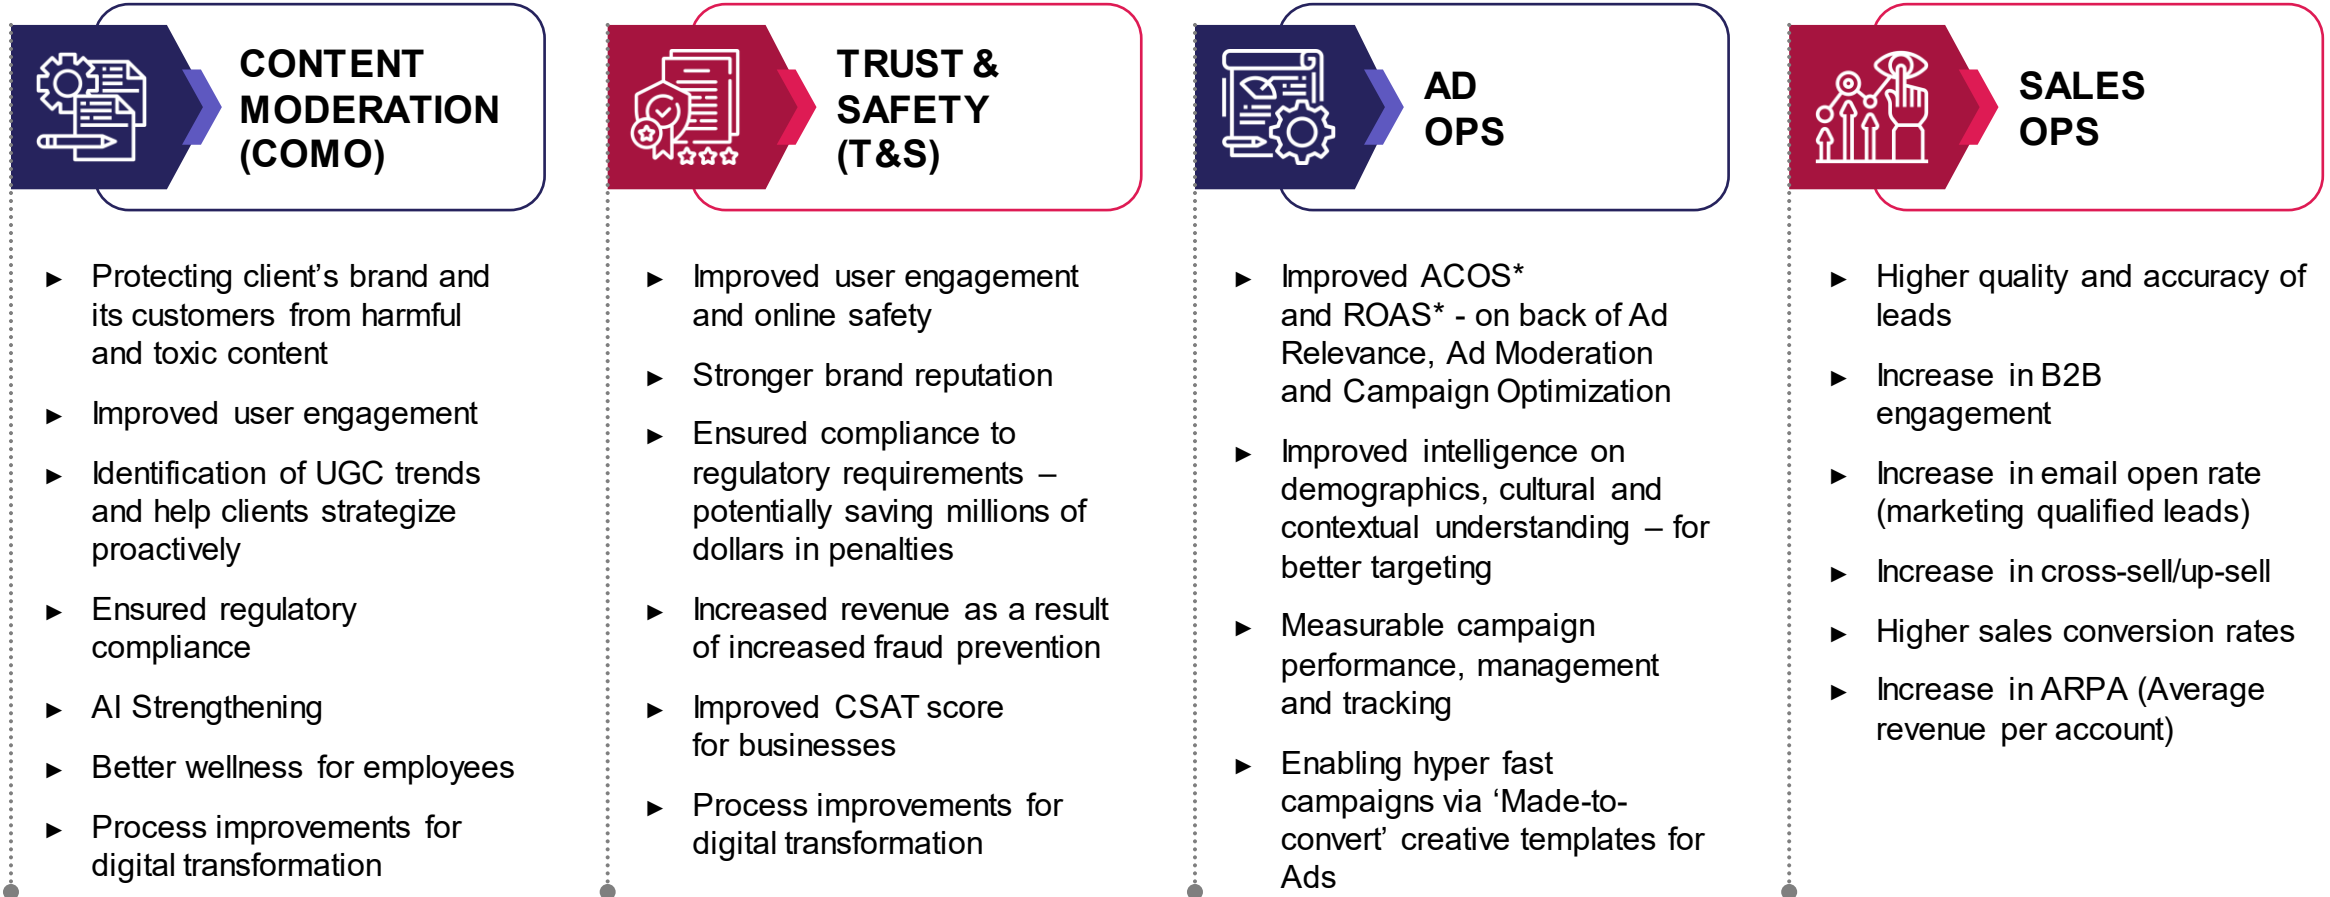 CONTENT
MODERATION
(COMO)
► Protecting client’s brand and
its customers from harmful
and toxic content
► Improved user engagement
► Identification of UGC trends
and help clients strategize
proactively
► Ensured regulatory
compliance
► AI Strengthening
► Better wellness for employees
► Process improvements for
digital transformation
TRUST &
SAFETY
(T&S)
► Improved user engagement
and online safety
► Stronger brand reputation
► Ensured compliance to
regulatory requirements –
potentially saving millions of
dollars in penalties
► Increased revenue as a result
of increased fraud prevention
► Improved CSAT score
for businesses
► Process improvements for
digital transformation
AD
OPS
► Improved ACOS*
and ROAS* - on back of Ad
Relevance, Ad Moderation
and Campaign Optimization
► Improved intelligence on
demographics, cultural and
contextual understanding – for
better targeting
► Measurable campaign
performance, management
and tracking
► Enabling hyper fast
campaigns via ‘Made-to-
convert’ creative templates for
Ads
SALES
OPS
► Higher quality and accuracy of
leads
► Increase in B2B
engagement
► Increase in email open rate
(marketing qualified leads)
► Increase in cross-sell/up-sell
► Higher sales conversion rates
► Increase in ARPA (Average
revenue per account)